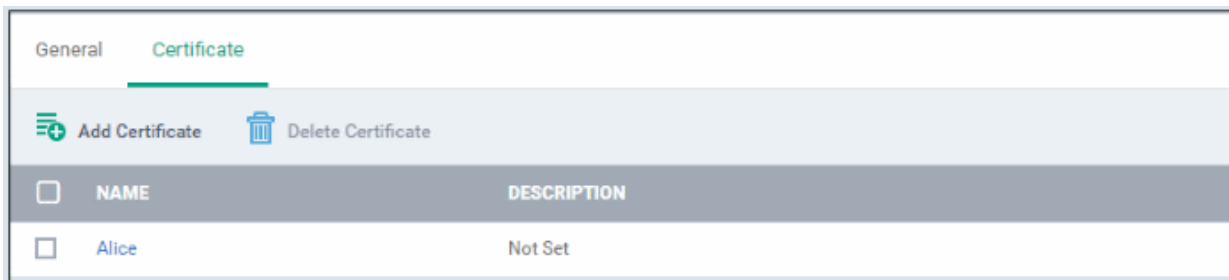 General Certificate
Add Certificate Delete Certificate
NAME DESCRIPTION
Alice Not Set